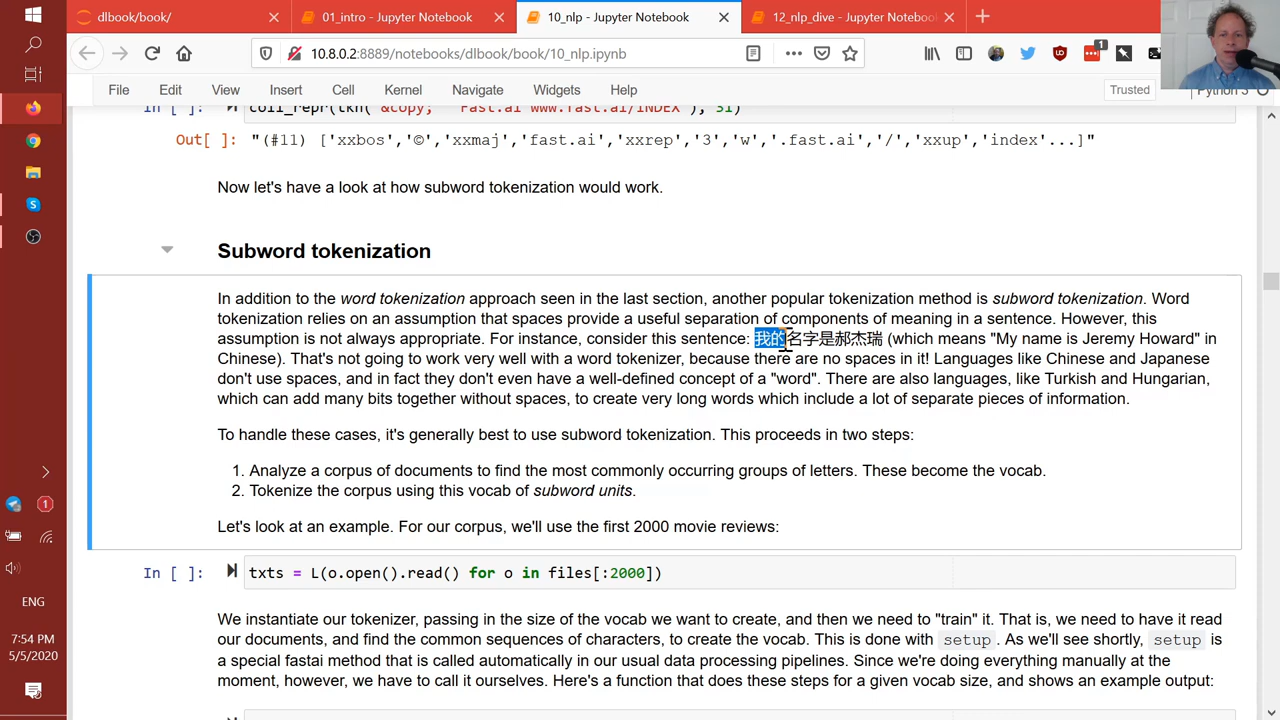 dlbook/book/
01_intro - Jupyter Notebook
10_nlp - Jupyter Notebook
12_nlp_dive - Jupyter Notebook
10.8.0.2:8889/notebooks/dlbook/book/10_nlp.ipynb
1
File Edit View Insert Cell Kernel Navigate Widgets Help
Trusted
Python 3
In [ ]: coll_repr(tkn('&copy; Fast.ai www.fast.ai/INDEX'), 31)
Out[ ]: "(#11) ['xxbos','©','xxmaj','fast.ai','xxrep','3','w','.fast.ai','/','xxup','index'...]"
Now let's have a look at how subword tokenization would work.
Subword tokenization
In addition to the word tokenization approach seen in the last section, another popular tokenization method is subword tokenization. Word
tokenization relies on an assumption that spaces provide a useful separation of components of meaning in a sentence. However, this
assumption is not always appropriate. For instance, consider this sentence: 我的名字是郝杰瑞 (which means "My name is Jeremy Howard" in
Chinese). That's not going to work very well with a word tokenizer, because there are no spaces in it! Languages like Chinese and Japanese
don't use spaces, and in fact they don't even have a well-defined concept of a "word". There are also languages, like Turkish and Hungarian,
which can add many bits together without spaces, to create very long words which include a lot of separate pieces of information.
To handle these cases, it's generally best to use subword tokenization. This proceeds in two steps:
1. Analyze a corpus of documents to find the most commonly occurring groups of letters. These become the vocab.
2. Tokenize the corpus using this vocab of subword units.
Let's look at an example. For our corpus, we'll use the first 2000 movie reviews:
In [ ]: txts = L(o.open().read() for o in files[:2000])
We instantiate our tokenizer, passing in the size of the vocab we want to create, and then we need to "train" it. That is, we need to have it read
our documents, and find the common sequences of characters, to create the vocab. This is done with setup. As we'll see shortly, setup is
a special fastai method that is called automatically in our usual data processing pipelines. Since we're doing everything manually at the
moment, however, we have to call it ourselves. Here's a function that does these steps for a given vocab size, and shows an example output:
1
ENG
7:54 PM
5/5/2020